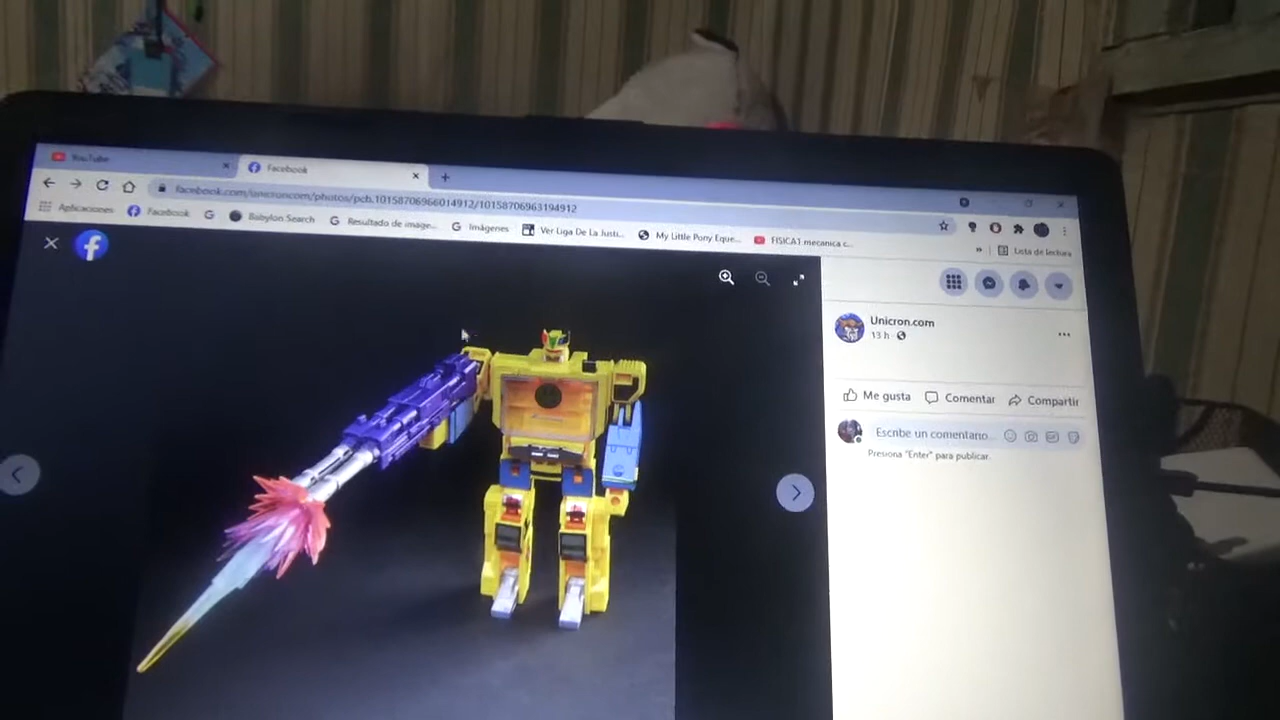 YouTube
Facebook
facebook.com/unicroncom/photos/pcb.10158706966014912/10158706963194912
Aplicaciones Facebook Babylon Search Resultado de image... Imágenes Ver Liga De La Justi... My Little Pony Eque... FISICA1 mecanica c...
» Lista de lectura
Unicron.com
13 h
Me gusta Comentar Compartir
Escribe un comentario...
Presiona "Enter" para publicar.